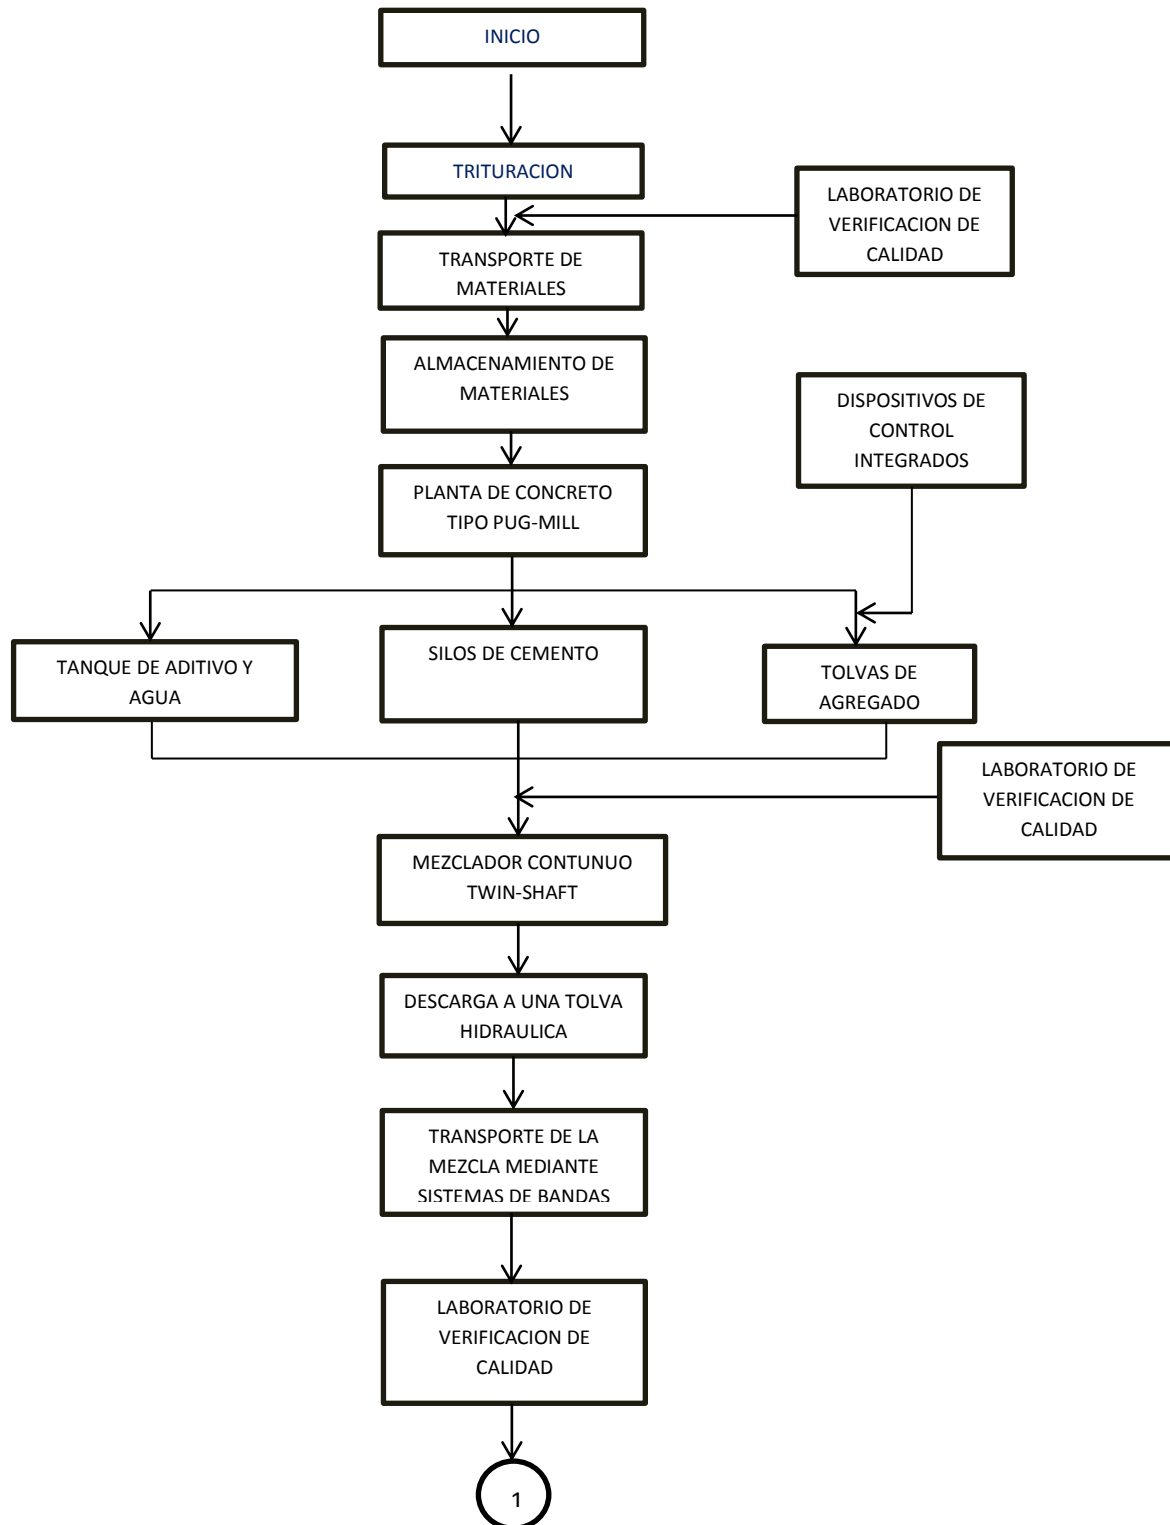 INICIO
TRITURACION
LABORATORIO DE
VERIFICACION DE
CALIDAD
TRANSPORTE DE
MATERIALES
ALMACENAMIENTO DE
MATERIALES
DISPOSITIVOS DE
CONTROL
INTEGRADOS
PLANTA DE CONCRETO
TIPO PUG-MILL
TANQUE DE ADITIVO Y
AGUA
SILOS DE CEMENTO
TOLVAS DE
AGREGADO
LABORATORIO DE
VERIFICACION DE
CALIDAD
MEZCLADOR CONTUNUO
TWIN-SHAFT
DESCARGA A UNA TOLVA
HIDRAULICA
TRANSPORTE DE LA
MEZCLA MEDIANTE
SISTEMAS DE BANDAS
LABORATORIO DE
VERIFICACION DE
CALIDAD
1